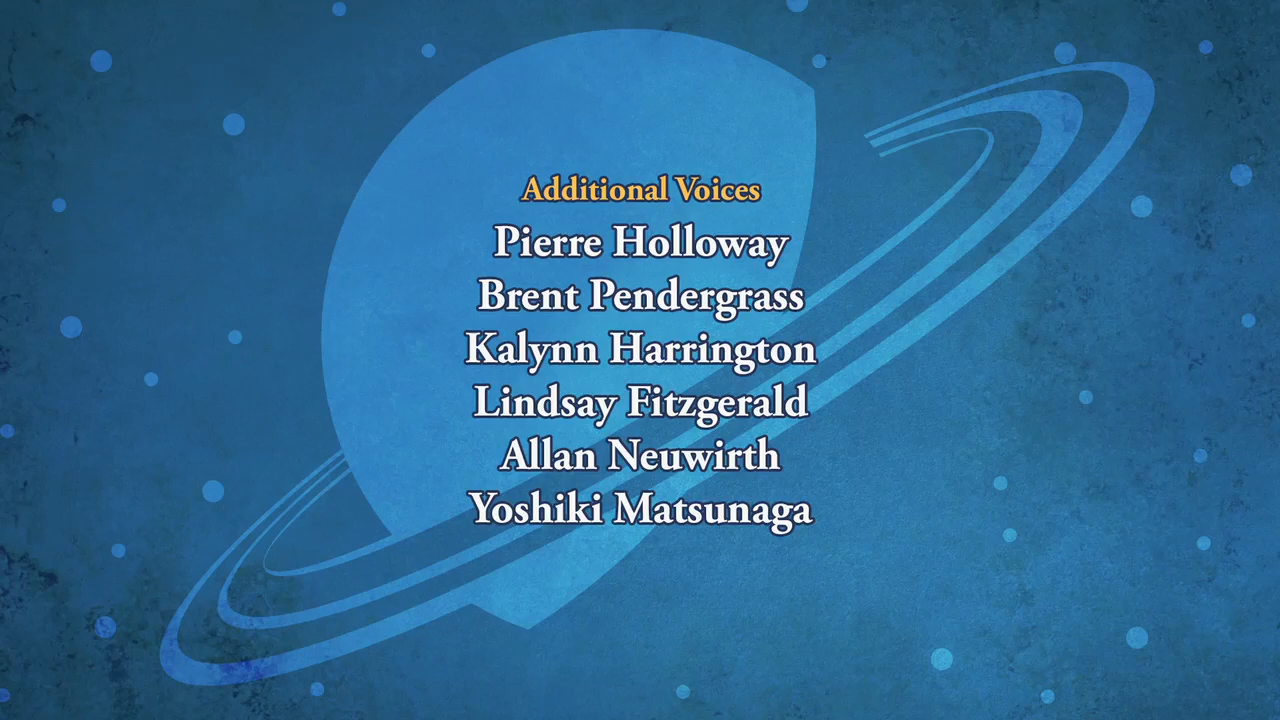 Additional Voices
Pierre Holloway
Brent Pendergrass
Kalynn Harrington
Lindsay Fitzgerald
Allan Neuwirth
Yoshiki Matsunaga